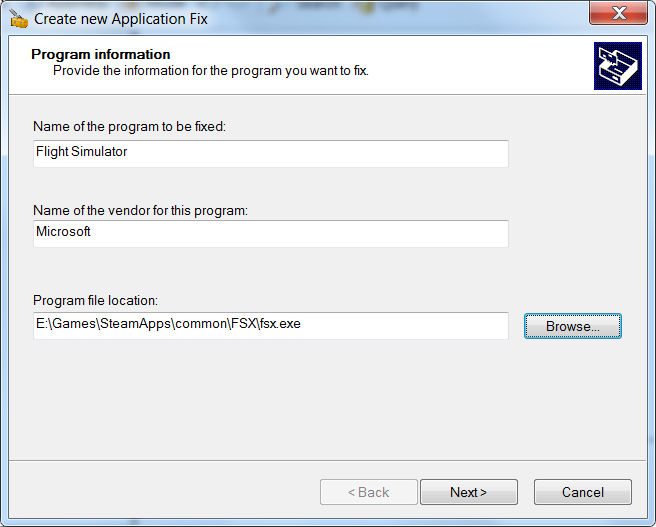 Create new Application Fix
Program information
Provide the information for the program you want to fix.
Name of the program to be fixed:
Flight Simulator
Name of the vendor for this program:
Microsoft
Program file location:
E:\Games\SteamApps\common\FSX\fsx.exe
Browse...
< Back
Next >
Cancel